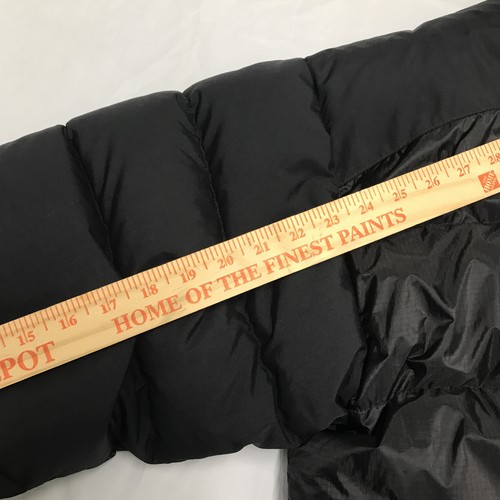 15 16 17 18 19 20 21 22 23 24 25 26 27 28
POT HOME OF THE FINEST PAINTS